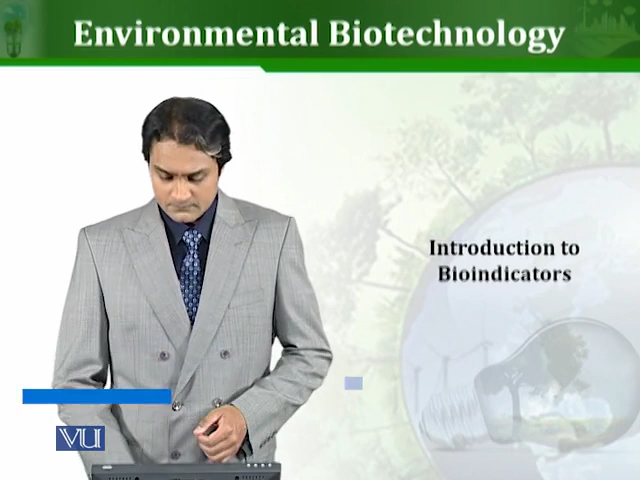 Environmental Biotechnology
Introduction to
Bioindicators
VU